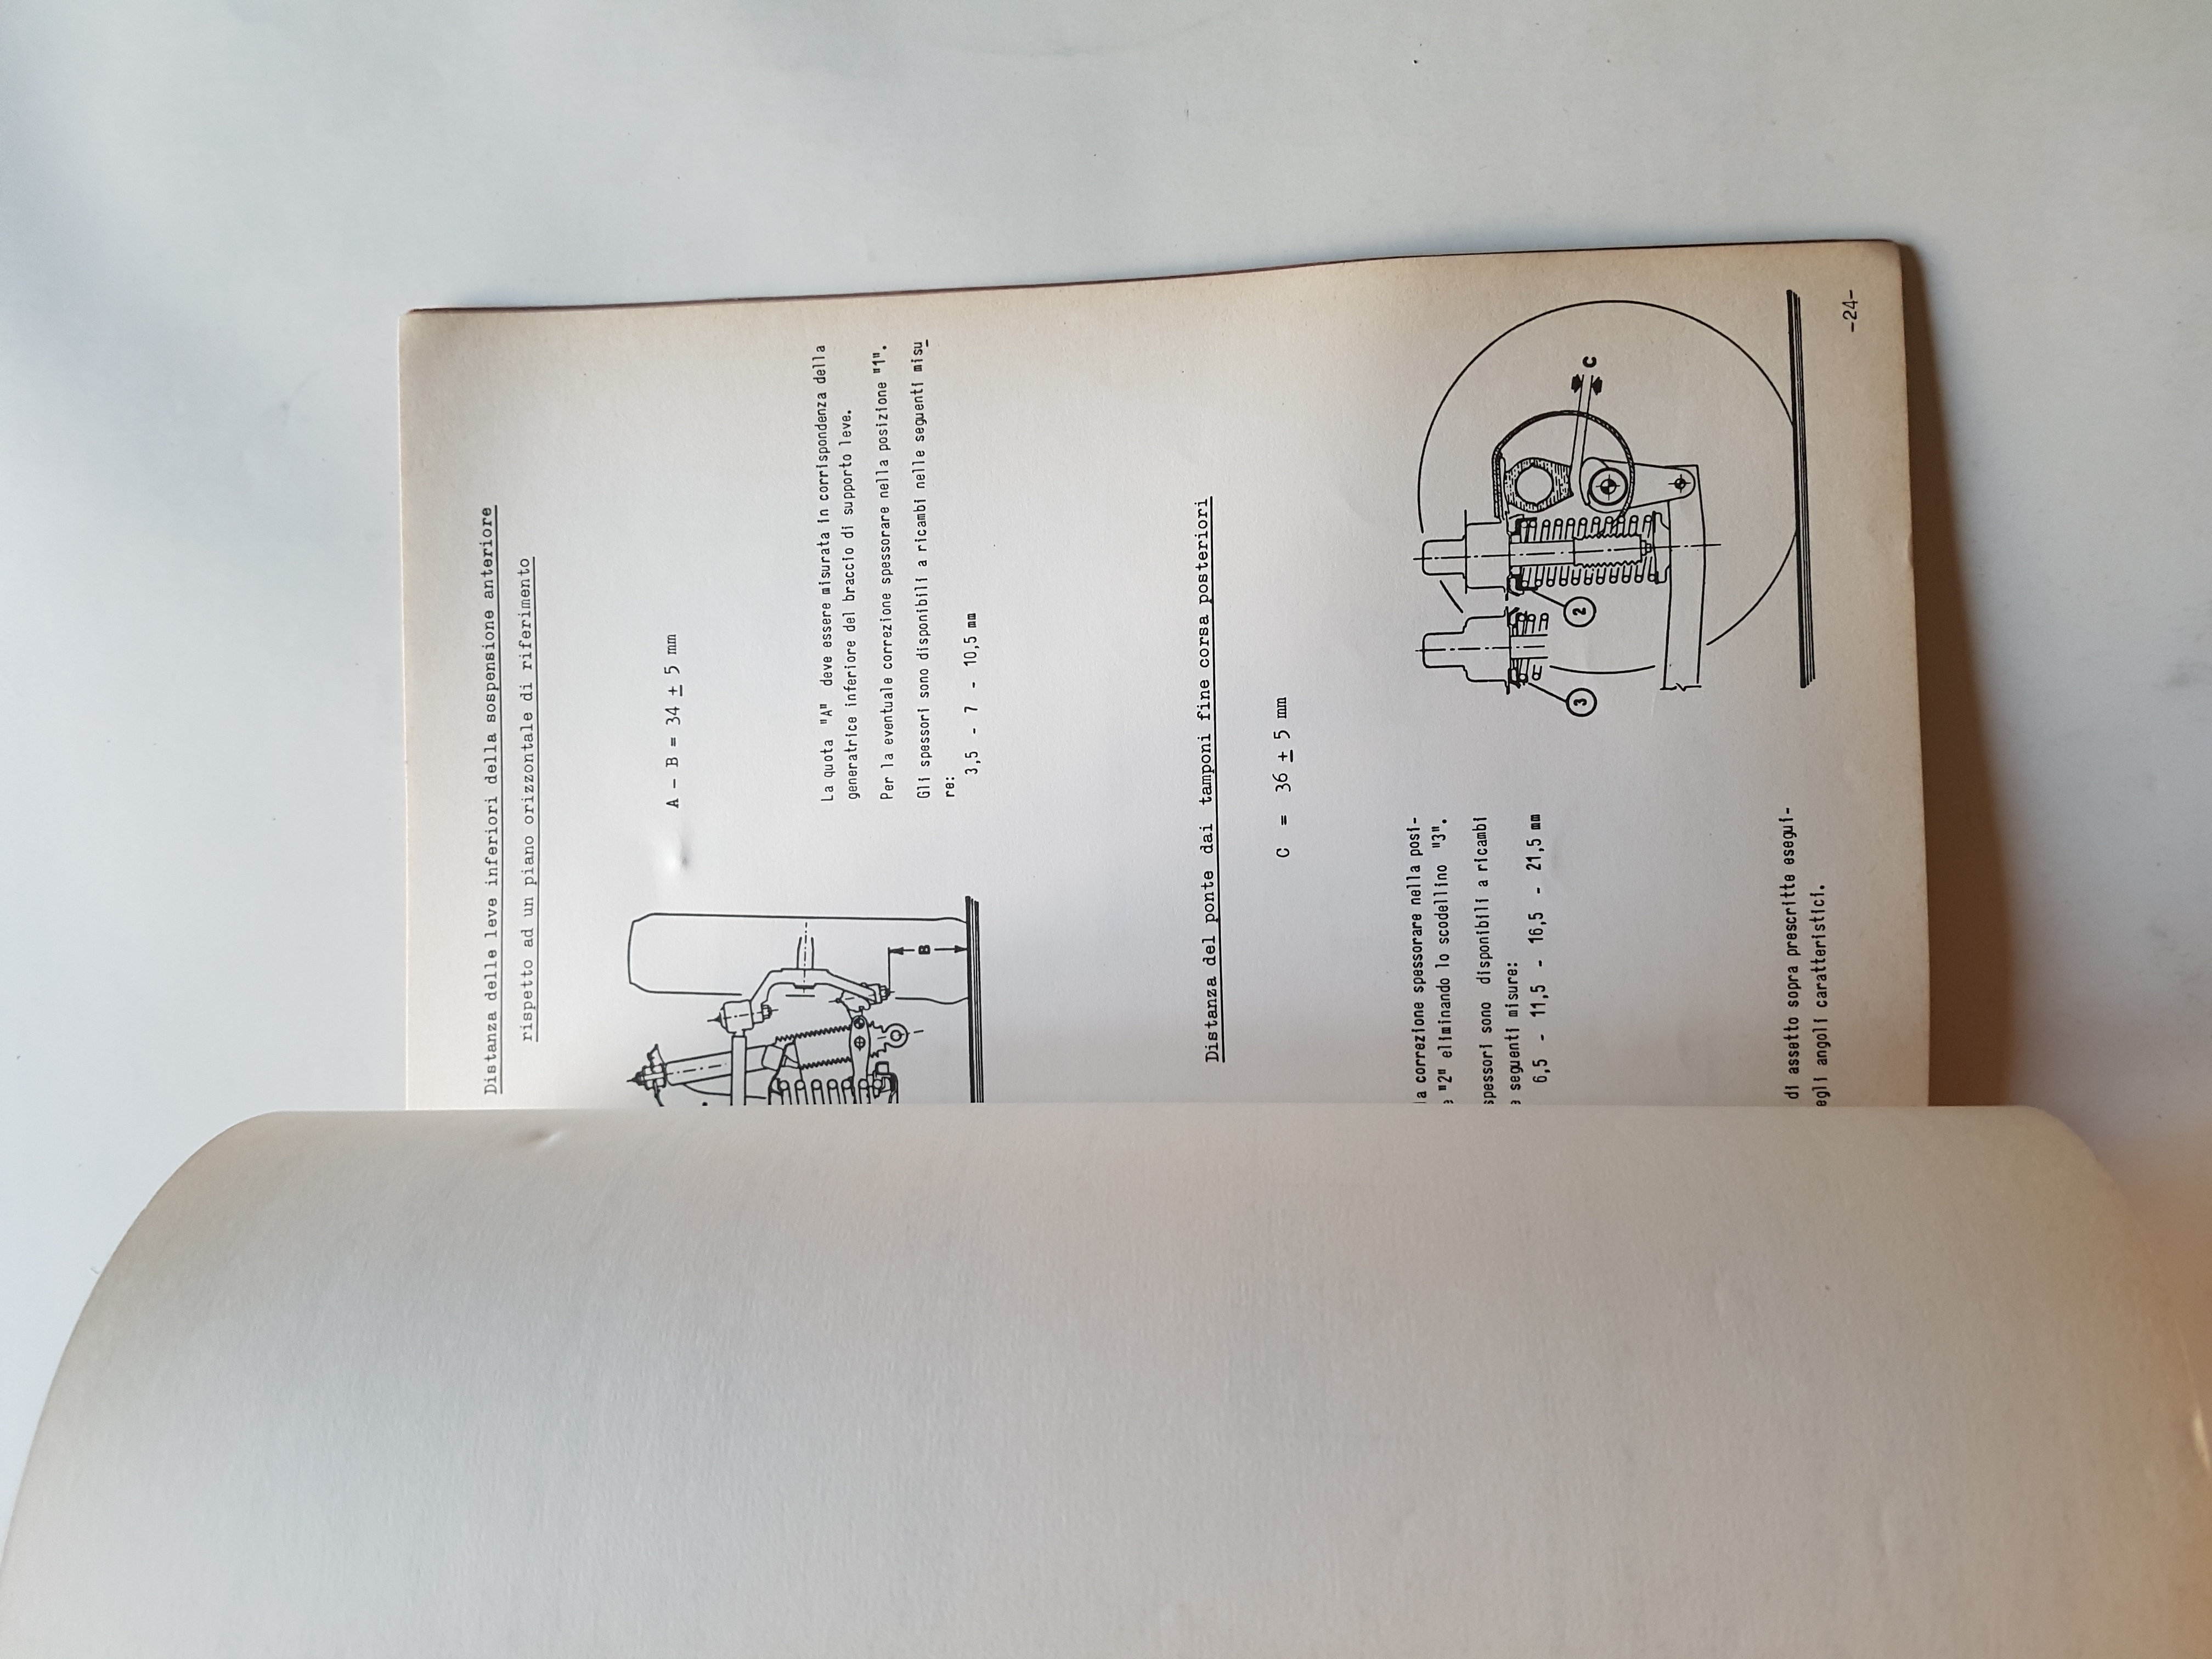 Distanza delle leve inferiori della sospensione anteriore
rispetto ad un piano orizzontale di riferimento
A - B = 34 ± 5 mm
La quota "A" deve essere misurata in corrispondenza della
generatrice inferiore del braccio di supporto leve.
Per la eventuale correzione spessorare nella posizione "1".
Gli spessori sono disponibili a ricambi nelle seguenti misu
re:
3,5 - 7 - 10,5 mm
B
Distanza del ponte dai tamponi fine corsa posteriori
C = 36 ± 5 mm
la correzione spessorare nella posi-
e "2" eliminando lo scodellino "3".
spessori sono disponibili a ricambi
e seguenti misure:
6,5 - 11,5 - 16,5 - 21,5 mm
C
2
3
di assetto sopra prescritte esegui-
egli angoli caratteristici.
-24-